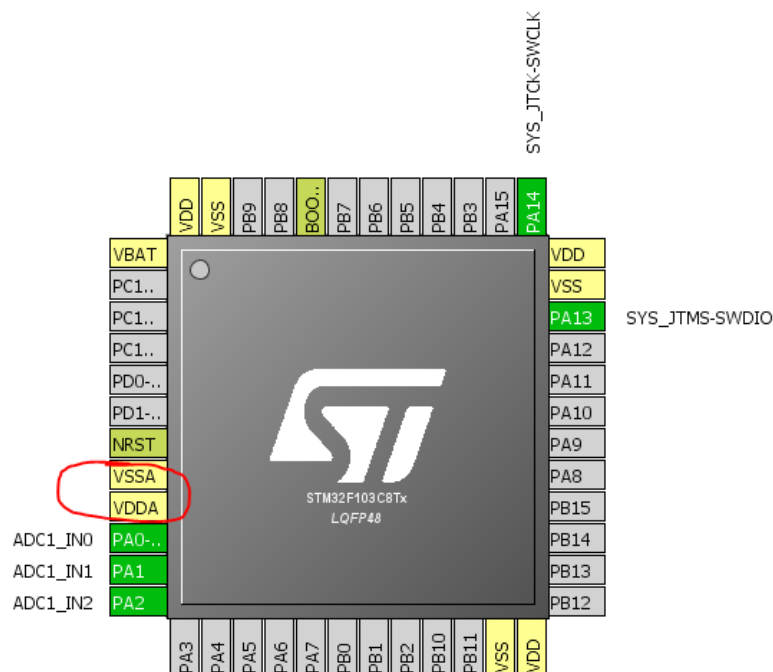 SYS_JTCK-SWCLK
VDD
VSS
PB9
PB8
BOO..
PB7
PB6
PB5
PB4
PB3
PA15
PA14
VBAT
PC1..
PC1..
PC1..
PD0-..
PD1-..
NRST
VSSA
VDDA
ADC1_IN0 PA0-..
ADC1_IN1 PA1
ADC1_IN2 PA2
ST
STM32F103C8Tx
LQFP48
VDD
VSS
PA13 SYS_JTMS-SWDIO
PA12
PA11
PA10
PA9
PA8
PB15
PB14
PB13
PB12
PA3
PA4
PA5
PA6
PA7
PB0
PB1
PB2
PB10
PB11
VSS
VDD